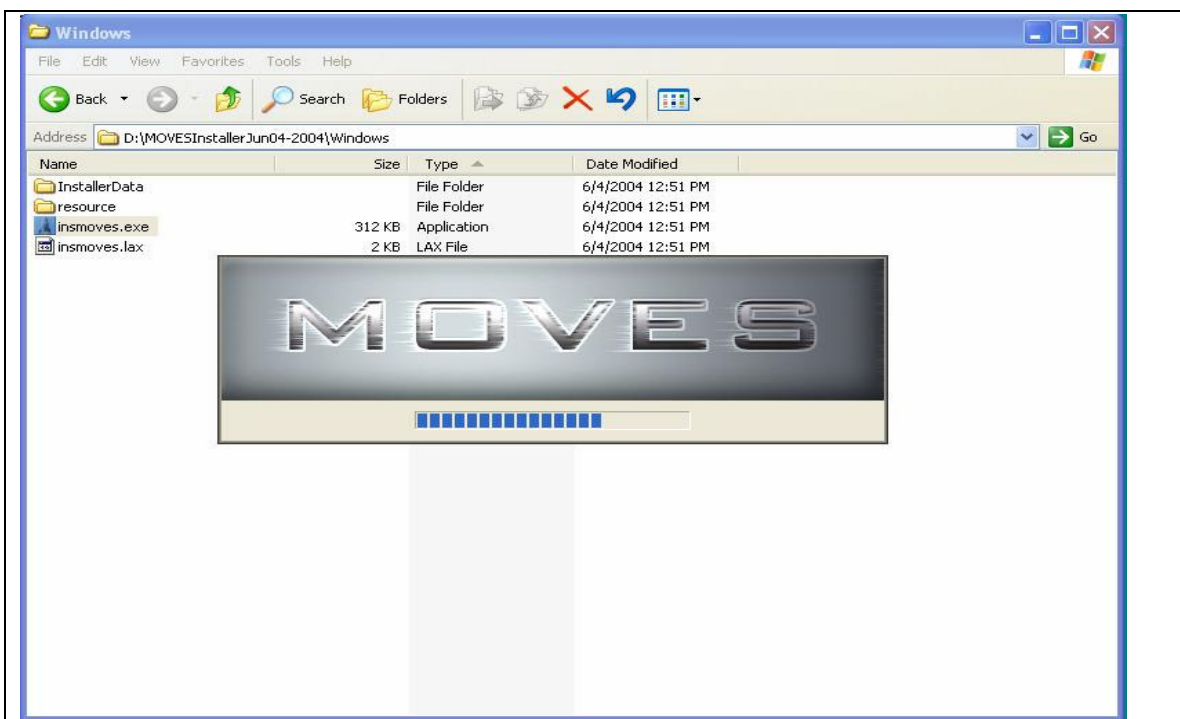 Windows
File Edit View Favorites Tools Help
Back Search Folders
Address D:\MOVESInstallerJun04-2004\Windows Go
Name Size Type Date Modified
InstallerData File Folder 6/4/2004 12:51 PM
resource File Folder 6/4/2004 12:51 PM
insmoves.exe 312 KB Application 6/4/2004 12:51 PM
insmoves.lax 2 KB LAX File 6/4/2004 12:51 PM
MOVES